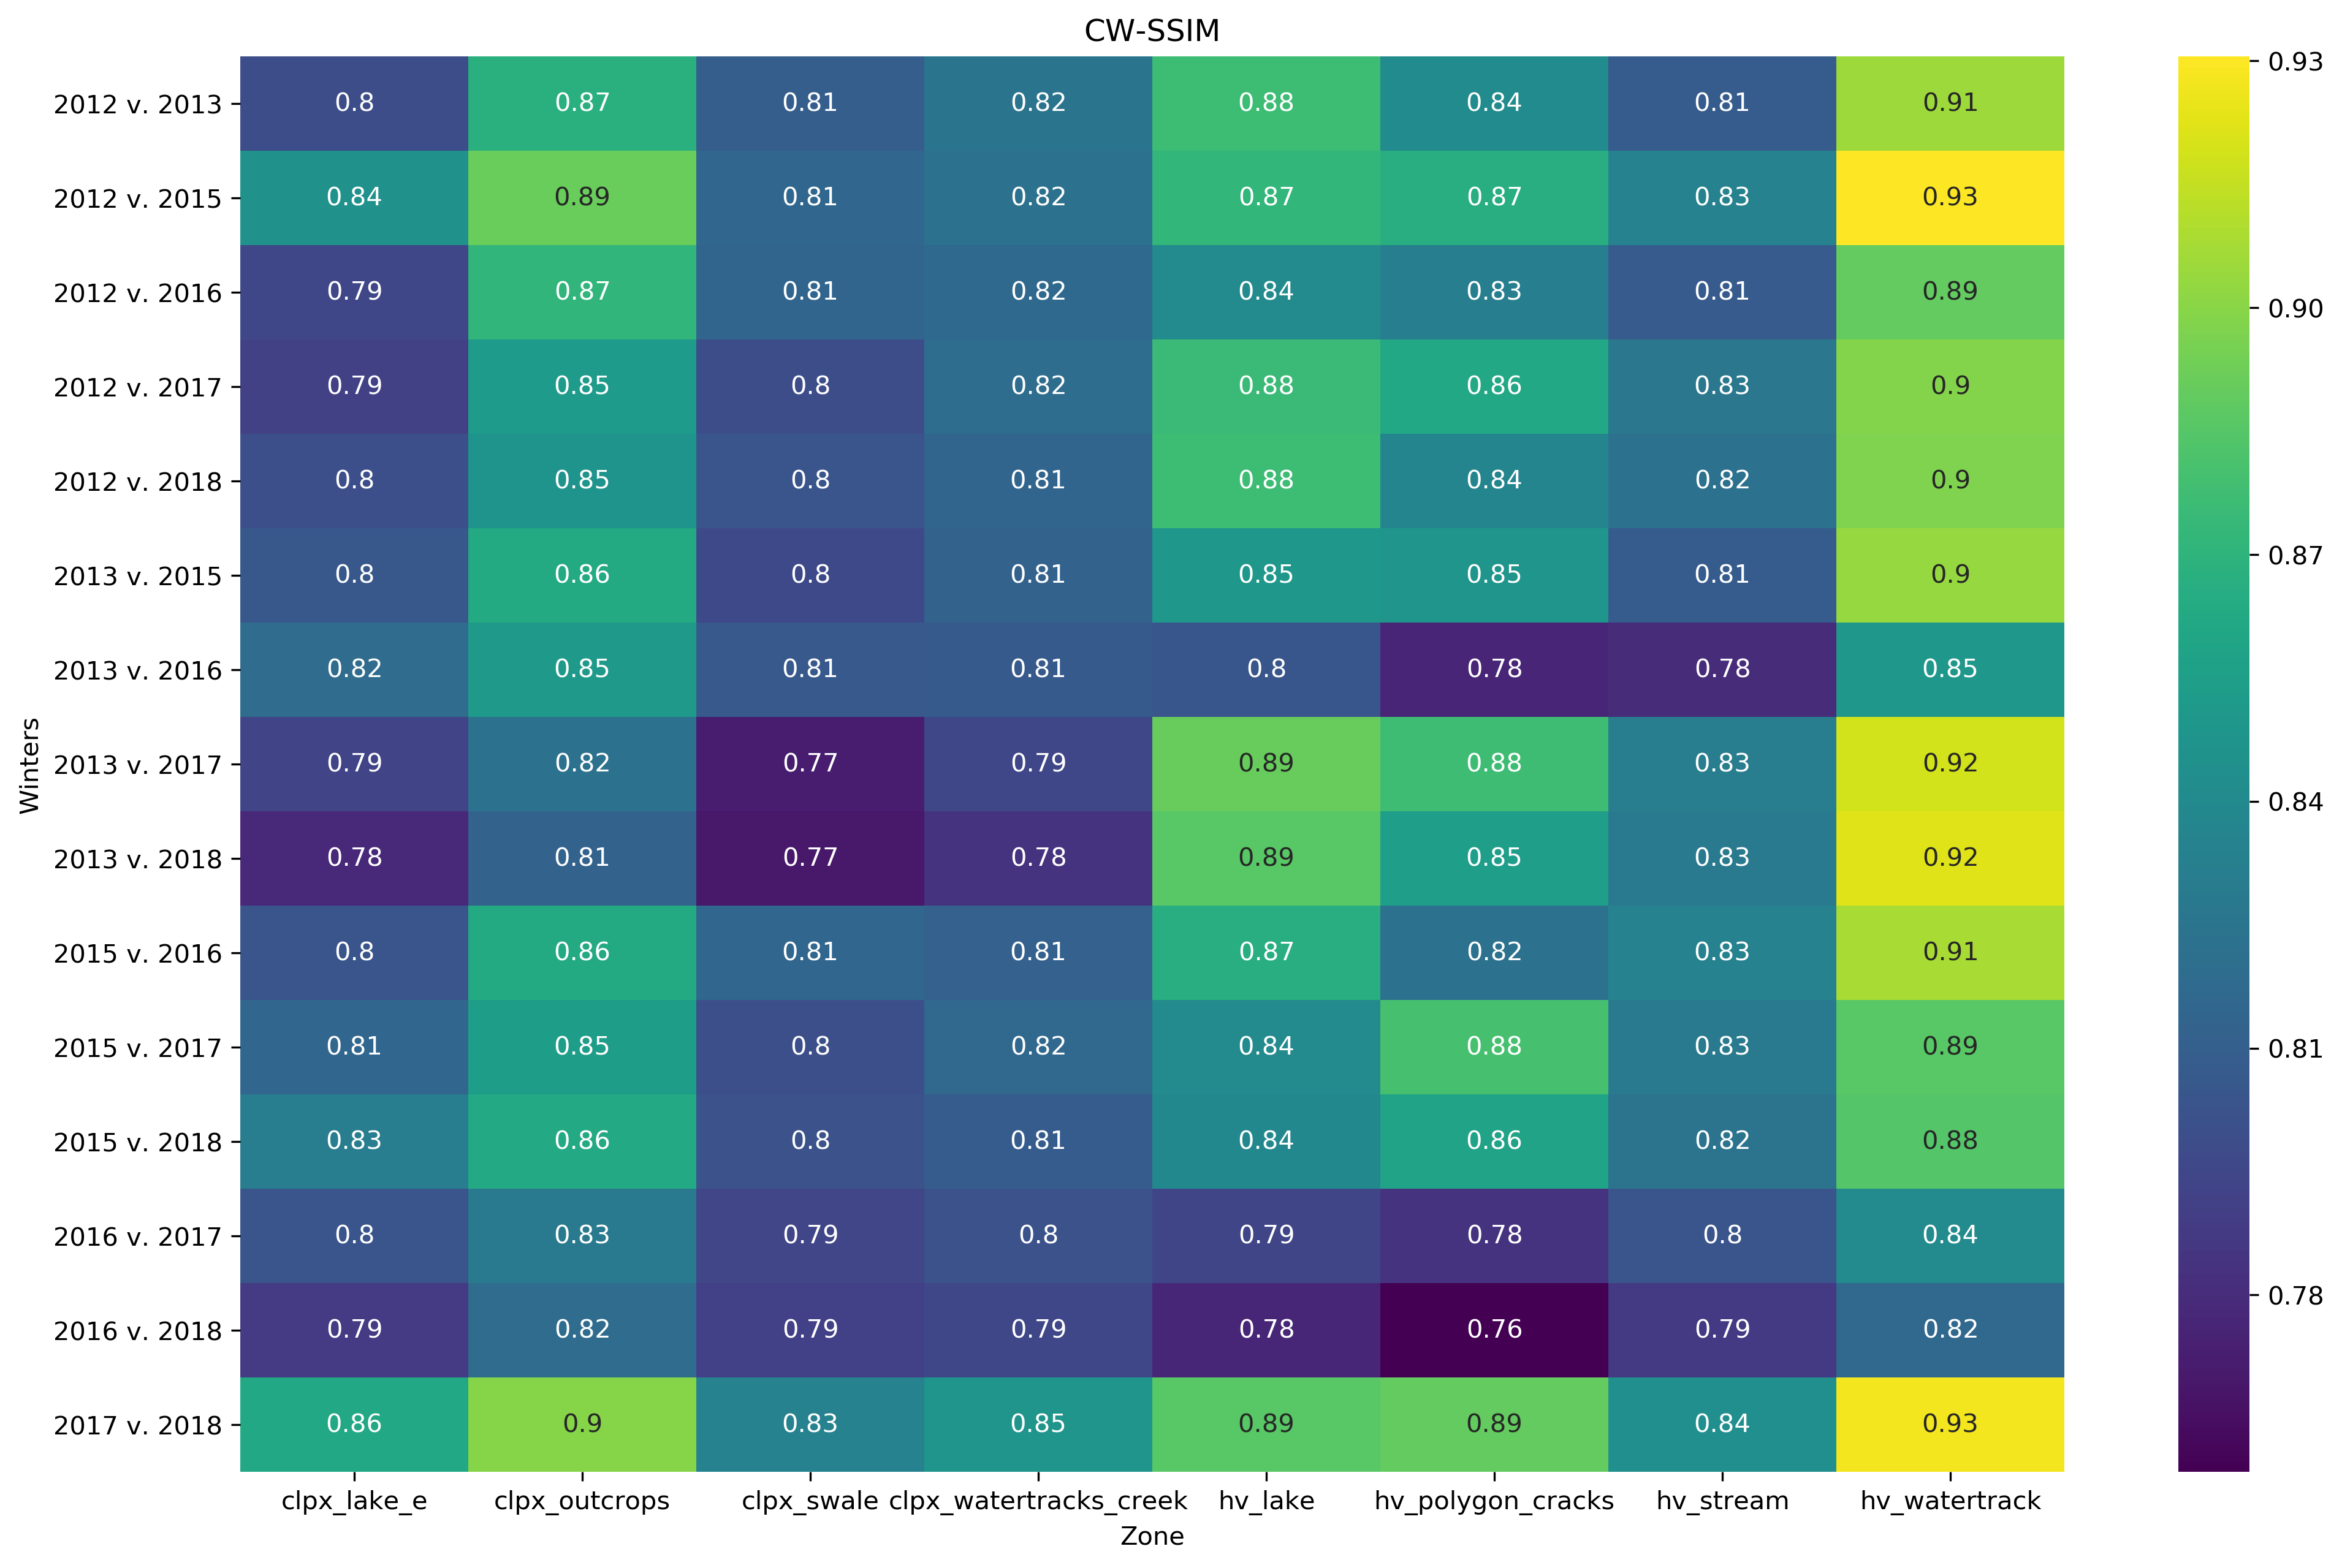 CW-SSIM
2012 v. 2013 0.8 0.87 0.81 0.82 0.88 0.84 0.81 0.91
2012 v. 2015 0.84 0.89 0.81 0.82 0.87 0.87 0.83 0.93
2012 v. 2016 0.79 0.87 0.81 0.82 0.84 0.83 0.81 0.89
2012 v. 2017 0.79 0.85 0.8 0.82 0.88 0.86 0.83 0.9
2012 v. 2018 0.8 0.85 0.8 0.81 0.88 0.84 0.82 0.9
2013 v. 2015 0.8 0.86 0.8 0.81 0.85 0.85 0.81 0.9
2013 v. 2016 0.82 0.85 0.81 0.81 0.8 0.78 0.78 0.85
2013 v. 2017 0.79 0.82 0.77 0.79 0.89 0.88 0.83 0.92
2013 v. 2018 0.78 0.81 0.77 0.78 0.89 0.85 0.83 0.92
2015 v. 2016 0.8 0.86 0.81 0.81 0.87 0.82 0.83 0.91
2015 v. 2017 0.81 0.85 0.8 0.82 0.84 0.88 0.83 0.89
2015 v. 2018 0.83 0.86 0.8 0.81 0.84 0.86 0.82 0.88
2016 v. 2017 0.8 0.83 0.79 0.8 0.79 0.78 0.8 0.84
2016 v. 2018 0.79 0.82 0.79 0.79 0.78 0.76 0.79 0.82
2017 v. 2018 0.86 0.9 0.83 0.85 0.89 0.89 0.84 0.93
clpx_lake_e clpx_outcrops clpx_swale clpx_watertracks_creek hv_lake hv_polygon_cracks hv_stream hv_watertrack
Zone
Winters
0.93
0.90
0.87
0.84
0.81
0.78